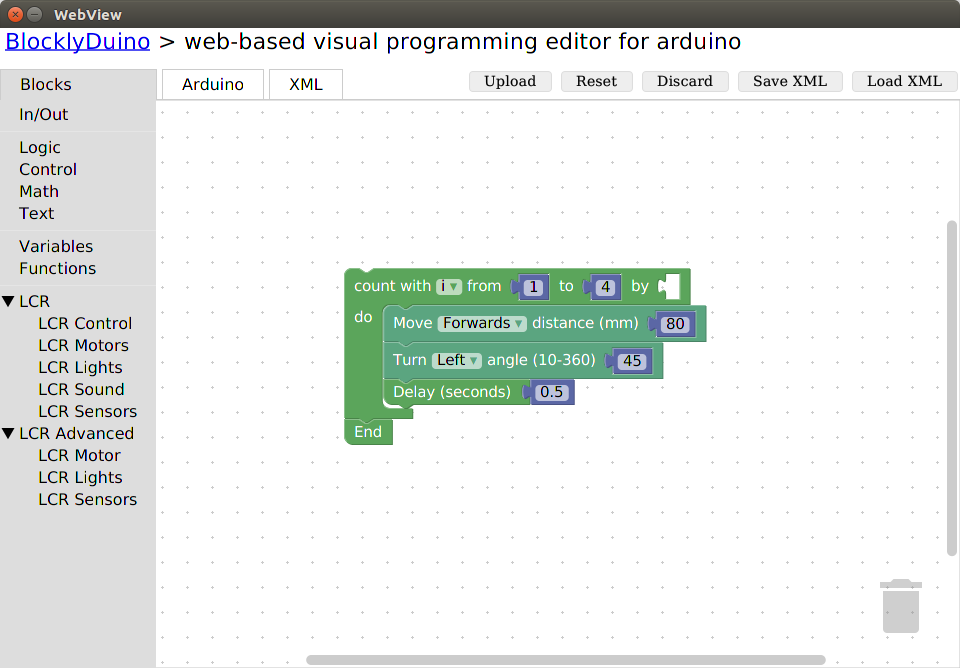 WebView
BlocklyDuino > web-based visual programming editor for arduino
Blocks
Arduino
XML
Upload
Reset
Discard
Save XML
Load XML
In/Out
Logic
Control
Math
Text
Variables
Functions
LCR
LCR Control
LCR Motors
LCR Lights
LCR Sound
LCR Sensors
LCR Advanced
LCR Motor
LCR Lights
LCR Sensors
count with i from 1 to 4 by
do
Move Forwards distance (mm) 80
Turn Left angle (10-360) 45
Delay (seconds) 0.5
End